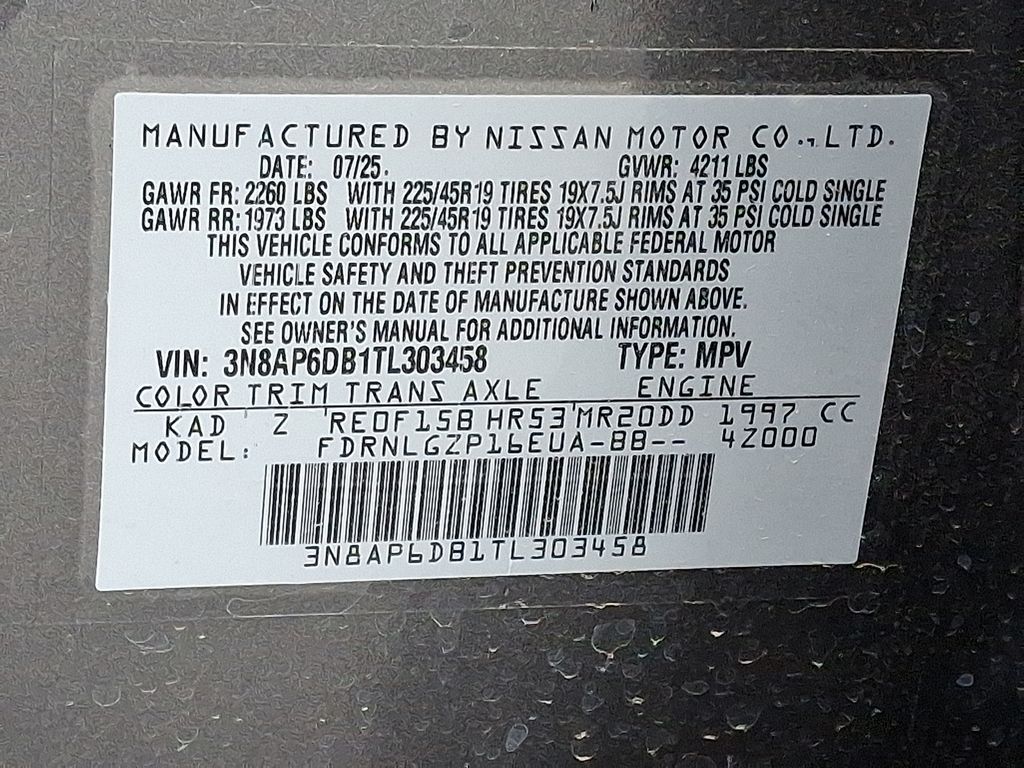 MANUFACTURED BY NISSAN MOTOR CO., LTD.
DATE: 07/25. GVWR: 4211 LBS
GAWR FR: 2260 LBS WITH 225/45R19 TIRES 19X7.5J RIMS AT 35 PSI COLD SINGLE
GAWR RR: 1973 LBS WITH 225/45R19 TIRES 19X7.5J RIMS AT 35 PSI COLD SINGLE
THIS VEHICLE CONFORMS TO ALL APPLICABLE FEDERAL MOTOR
VEHICLE SAFETY AND THEFT PREVENTION STANDARDS
IN EFFECT ON THE DATE OF MANUFACTURE SHOWN ABOVE.
SEE OWNER'S MANUAL FOR ADDITIONAL INFORMATION.
VIN: 3N8AP6DB1TL303458 TYPE: MPV
COLOR TRIM TRANS AXLE ENGINE
KAD Z RE0F15B HR53 MR20DD 1997 CC
MODEL: FDRNLGZP16EUA-BB-- 4Z000
3N8AP6DB1TL303458